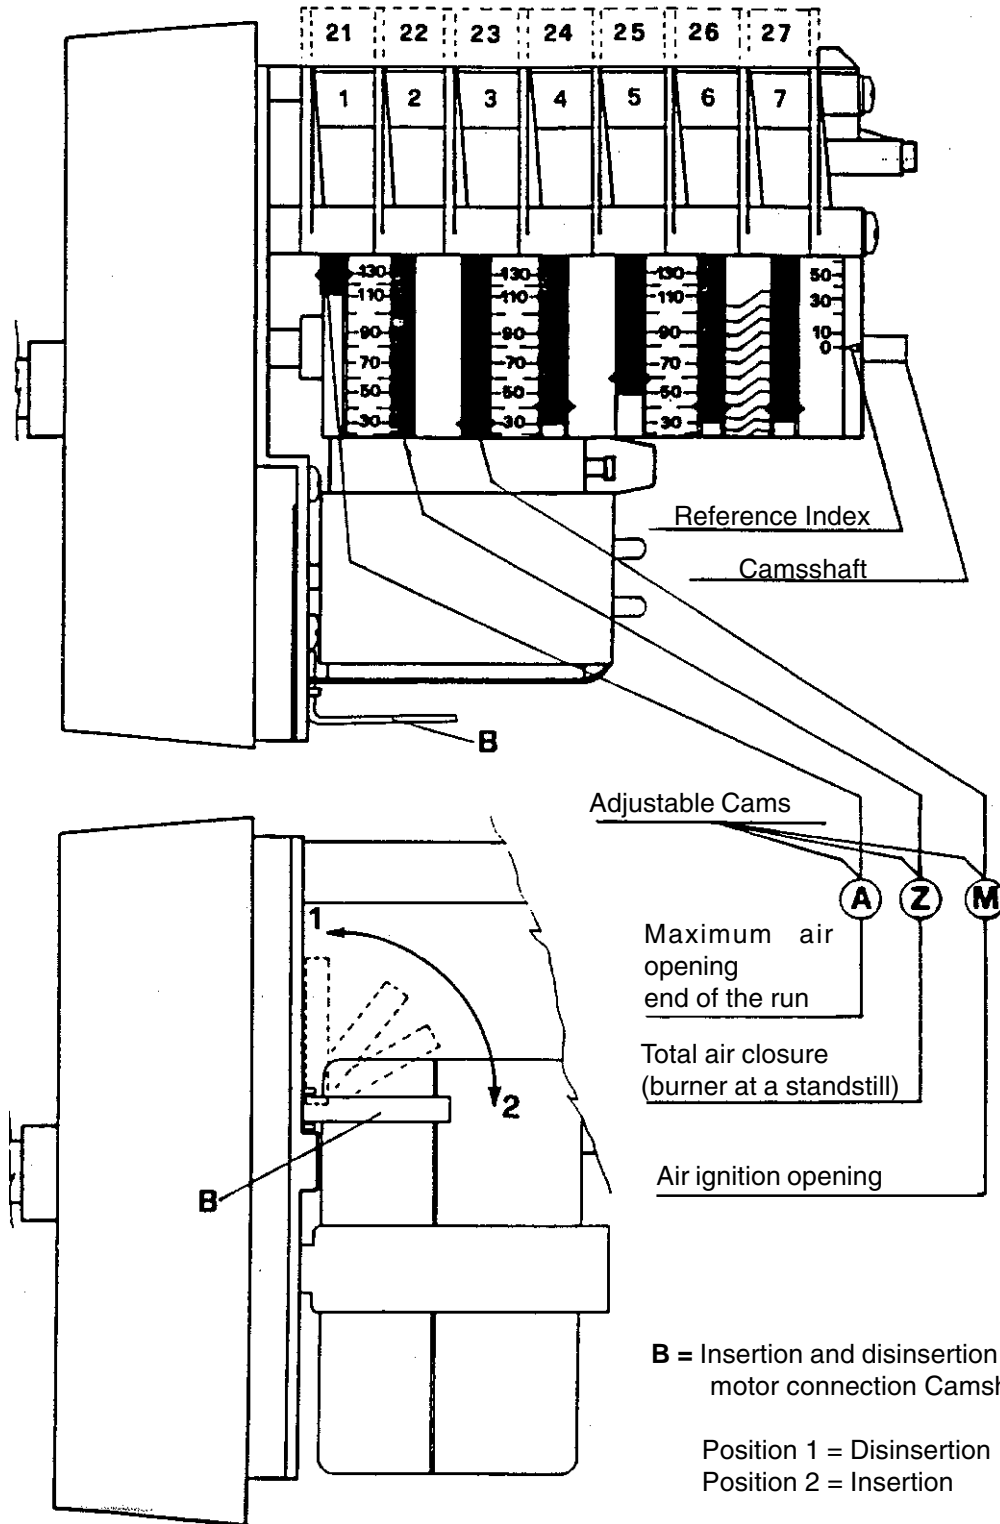 21 22 23 24 25 26 27
1 2 3 4 5 6 7
130 130 130 50
110 110 110 30
90 90 90 10
0
70 70 70
50 50 50
30 30 30
Reference Index
Camsshaft
B
Adjustable Cams
A Z M
Maximum air
opening
end of the run
Total air closure
(burner at a standstill)
Air ignition opening
1
2
B
B = Insertion and disinsertion
motor connection Camsh
Position 1 = Disinsertion
Position 2 = Insertion